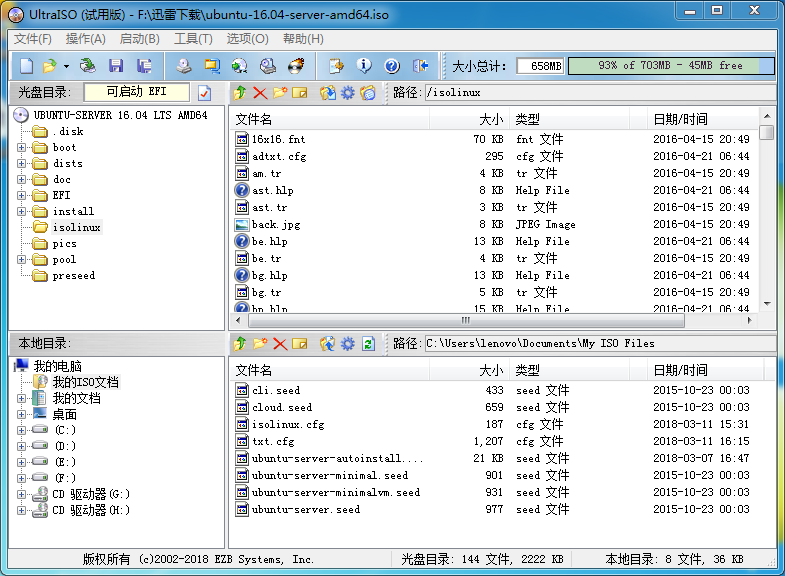 UltraISO (试用版) - F:\迅雷下载\ubuntu-16.04-server-amd64.iso
文件(F) 操作(A) 启动(B) 工具(T) 选项(O) 帮助(H)
大小总计: 658MB 93% of 703MB - 45MB free
光盘目录: 可启动 EFI 路径: /isolinux
UBUNTU-SERVER 16.04 LTS AMD64
.disk
boot
dists
doc
EFI
install
isolinux
pics
pool
preseed
文件名 大小 类型 日期/时间
16x16.fnt 70 KB fnt 文件 2016-04-15 20:49
adtxt.cfg 295 cfg 文件 2016-04-21 06:44
am.tr 4 KB tr 文件 2016-04-15 20:49
ast.hlp 8 KB Help File 2016-04-21 06:44
ast.tr 3 KB tr 文件 2016-04-15 20:49
back.jpg 8 KB JPEG Image 2016-04-15 20:49
be.hlp 13 KB Help File 2016-04-21 06:44
be.tr 4 KB tr 文件 2016-04-15 20:49
bg.hlp 13 KB Help File 2016-04-21 06:44
bg.tr 5 KB tr 文件 2016-04-15 20:49
bn.hlp 15 KB Help File 2016-04-21 06:44
本地目录: 路径: C:\Users\lenovo\Documents\My ISO Files
我的电脑
我的ISO文档
我的文档
桌面
(C:)
(D:)
(E:)
(F:)
CD 驱动器(G:)
CD 驱动器(H:)
文件名 大小 类型 日期/时间
cli.seed 433 seed 文件 2015-10-23 00:03
cloud.seed 659 seed 文件 2015-10-23 00:03
isolinux.cfg 187 cfg 文件 2018-03-11 15:31
txt.cfg 1,207 cfg 文件 2018-03-11 16:15
ubuntu-server-autoinstall.... 21 KB seed 文件 2018-03-07 16:47
ubuntu-server-minimal.seed 901 seed 文件 2015-10-23 00:03
ubuntu-server-minimalvm.seed 931 seed 文件 2015-10-23 00:03
ubuntu-server.seed 977 seed 文件 2015-10-23 00:03
版权所有 (c)2002-2018 EZB Systems, Inc. 光盘目录: 144 文件, 2222 KB 本地目录: 8 文件, 36 KB